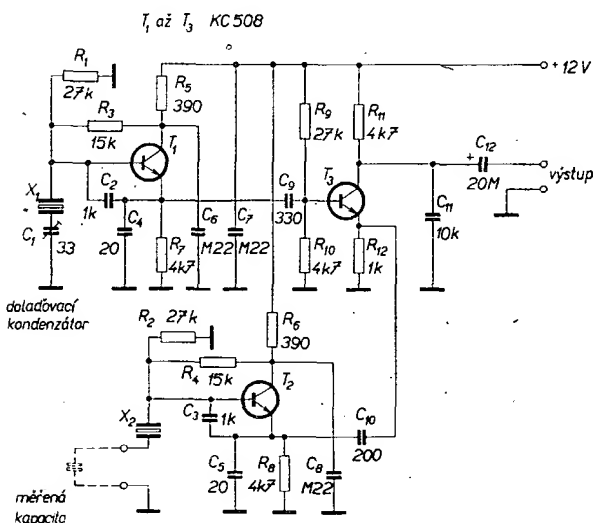 T₁ až T₃ KC508
+12V
R₁
27k
R₃
15k
R₅
390
T₁
X₁
C₁
33
C₂
1k
C₄
20
R₇
4k7
C₆
M22
C₇
M22
C₉
330
R₉
27k
R₁₀
4k7
T₃
R₁₁
4k7
R₁₂
1k
C₁₁
10k
+
C₁₂
20M
výstup
dolaďovací
kondenzátor
R₂ 27k
R₄ 15k
R₆
390
T₂
X₂
C₃ 1k
C₅
20
R₈
4k7
C₈
M22
C₁₀
200
měřená
kapacita